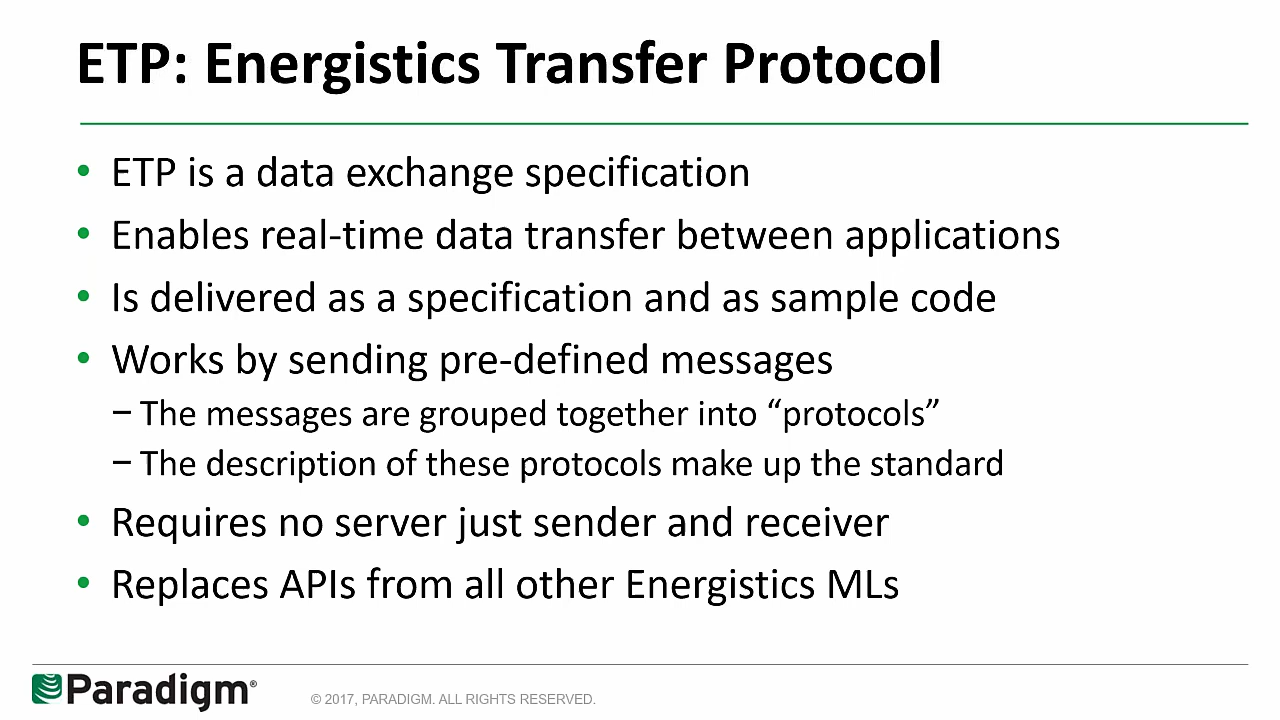 ETP: Energistics Transfer Protocol
• ETP is a data exchange specification
• Enables real-time data transfer between applications
• Is delivered as a specification and as sample code
• Works by sending pre-defined messages
– The messages are grouped together into “protocols”
– The description of these protocols make up the standard
• Requires no server just sender and receiver
• Replaces APIs from all other Energistics MLs
Paradigm®
© 2017, PARADIGM. ALL RIGHTS RESERVED.